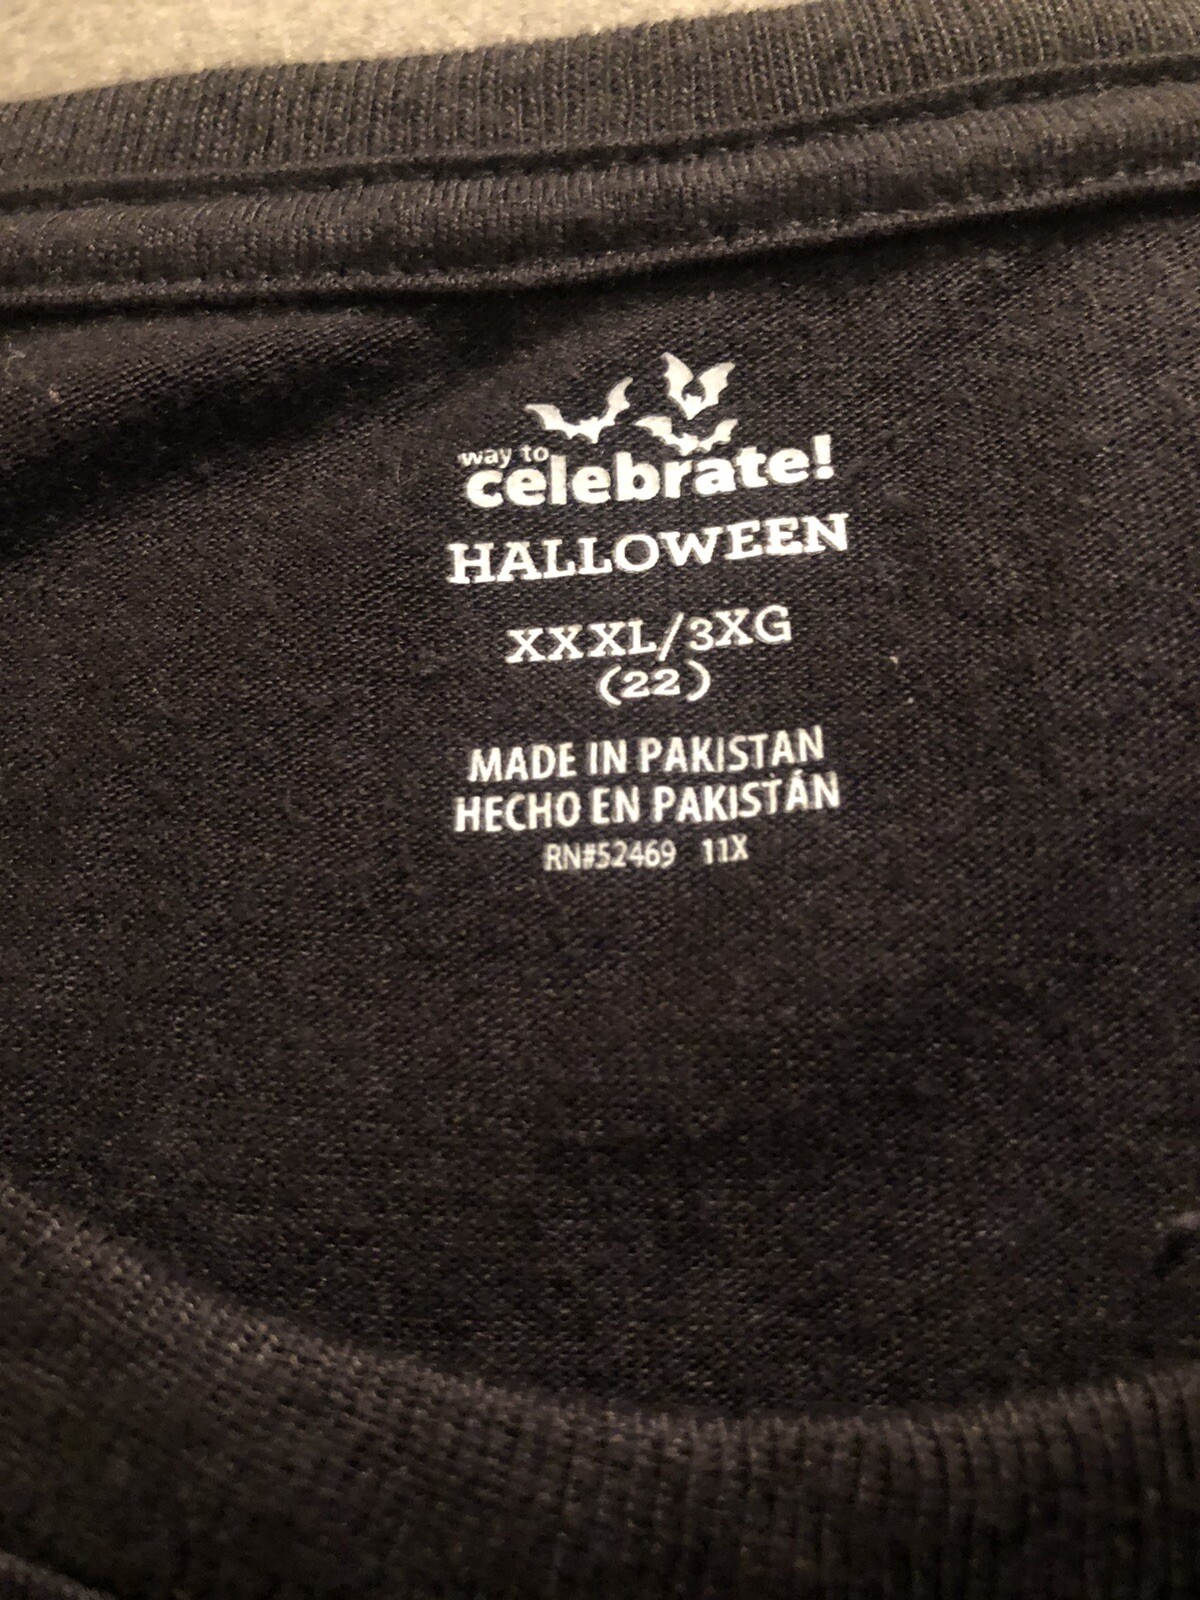 way to
celebrate!
HALLOWEEN
XXXL/3XG
(22)
MADE IN PAKISTAN
HECHO EN PAKISTÁN
RN#52469 11X